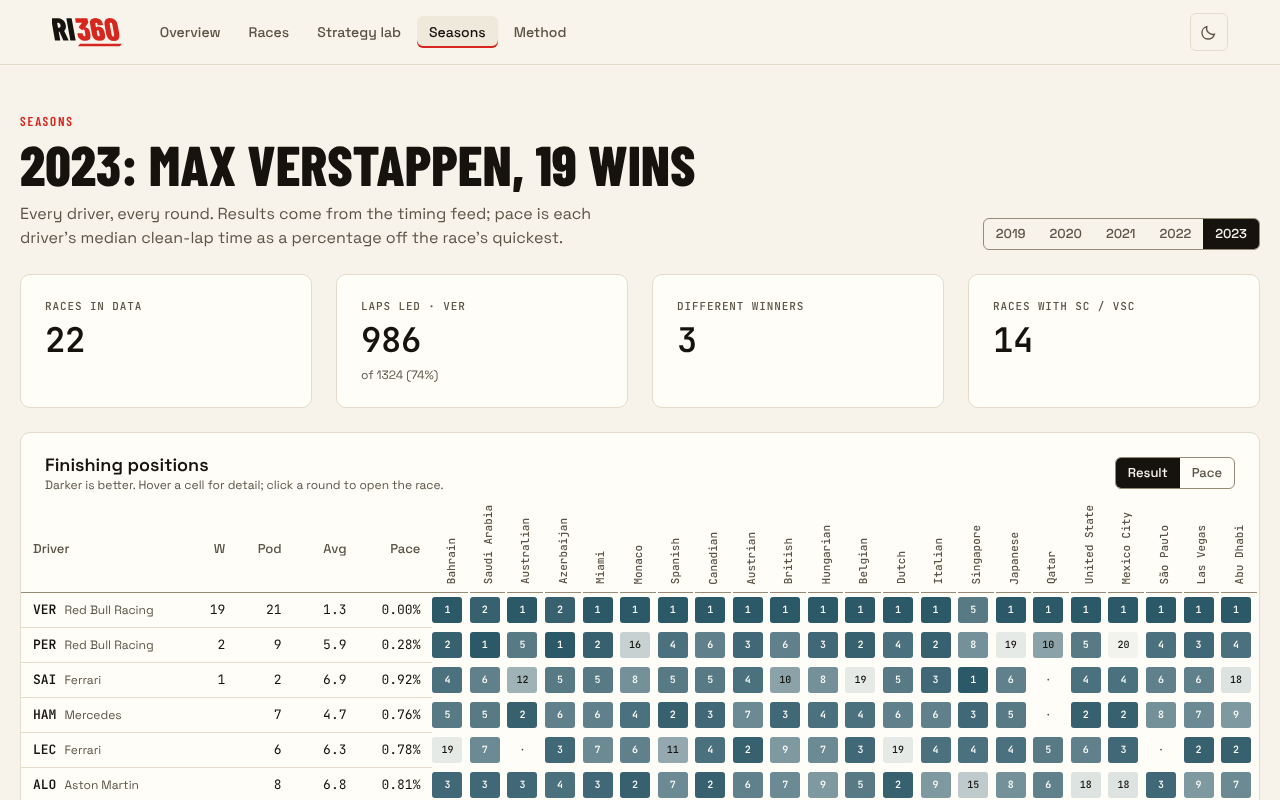 RI360 Overview Races Strategy lab Seasons Method
SEASONS
2023: MAX VERSTAPPEN, 19 WINS
Every driver, every round. Results come from the timing feed; pace is each
driver's median clean-lap time as a percentage off the race's quickest.
2019 2020 2021 2022 2023
RACES IN DATA
22
LAPS LED · VER
986
of 1324 (74%)
DIFFERENT WINNERS
3
RACES WITH SC / VSC
14
Finishing positions
Darker is better. Hover a cell for detail; click a round to open the race.
Result Pace
Driver W Pod Avg Pace Bahrain Saudi Arabia Australian Azerbaijan Miami Monaco Spanish Canadian Austrian British Hungarian Belgian Dutch Italian Singapore Japanese Qatar United State Mexico City São Paulo Las Vegas Abu Dhabi
VER Red Bull Racing 19 21 1.3 0.00% 1 2 1 2 1 1 1 1 1 1 1 1 1 1 5 1 1 1 1 1 1 1
PER Red Bull Racing 2 9 5.9 0.28% 2 1 5 1 2 16 4 6 3 6 3 2 4 2 8 19 10 5 20 4 3 4
SAI Ferrari 1 2 6.9 0.92% 4 6 12 5 5 8 5 5 4 10 8 19 5 3 1 6 · 4 4 6 6 18
HAM Mercedes 7 4.7 0.76% 5 5 2 6 6 4 2 3 7 3 4 4 6 6 3 5 · 2 2 8 7 9
LEC Ferrari 6 6.3 0.78% 19 7 · 3 7 6 11 4 2 9 7 3 19 4 4 4 5 6 3 · 2 2
ALO Aston Martin 8 6.8 0.81% 3 3 3 4 3 2 7 2 6 7 9 5 2 9 15 8 6 18 18 3 9 7